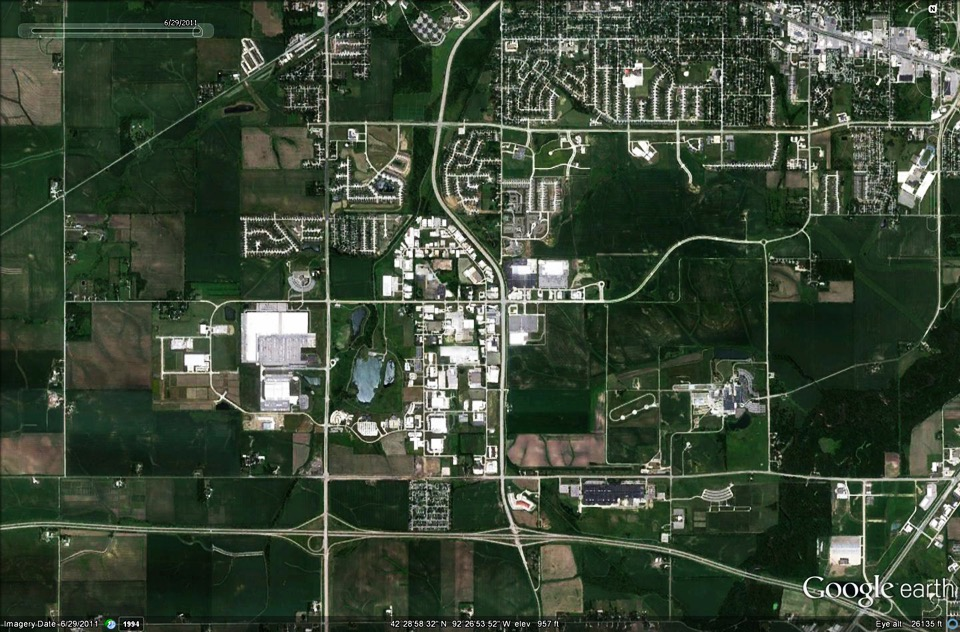 6/29/2011
N
Google earth
Imagery Date: 6/29/2011
1994
42 28 58 32" N 92 26 53 52" W elev 957 ft
Eye alt 26135 ft